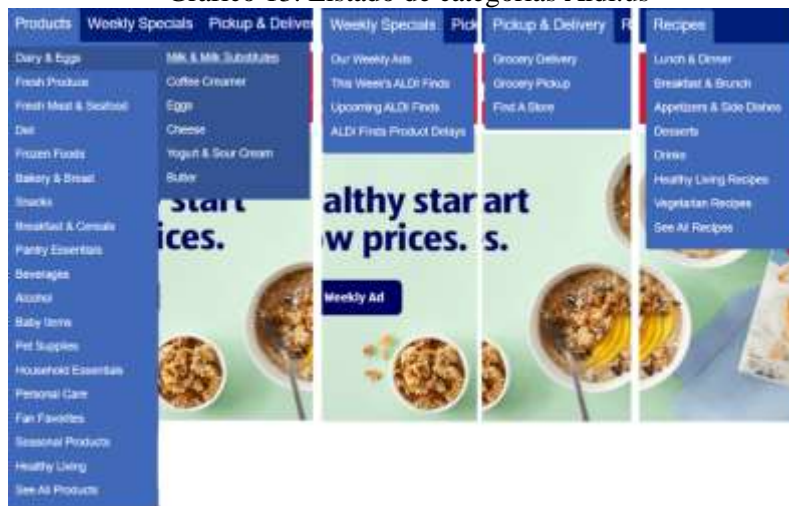 Gráfico 15. Listado de categorías Aldi.us
Products Weekly Specials Pickup & Deliver
Dairy & Eggs
Fresh Produce
Fresh Meat & Seafood
Deli
Frozen Foods
Bakery & Bread
Snacks
Breakfast & Cereals
Pantry Essentials
Beverages
Alcohol
Baby Items
Pet Supplies
Household Essentials
Personal Care
Fan Favorites
Seasonal Products
Healthy Living
See All Products
Milk & Milk Substitutes
Coffee Creamer
Eggs
Cheese
Yogurt & Sour Cream
Butter
start
ices.
Weekly Specials Pick
Our Weekly Ads
This Week's ALDI Finds
Upcoming ALDI Finds
ALDI Finds Product Delays
althy star
w prices.
Weekly Ad
Pickup & Delivery R
Grocery Delivery
Grocery Pickup
Find A Store
art
s.
Recipes
Lunch & Dinner
Breakfast & Brunch
Appetizers & Side Dishes
Desserts
Drinks
Healthy Living Recipes
Vegetarian Recipes
See All Recipes